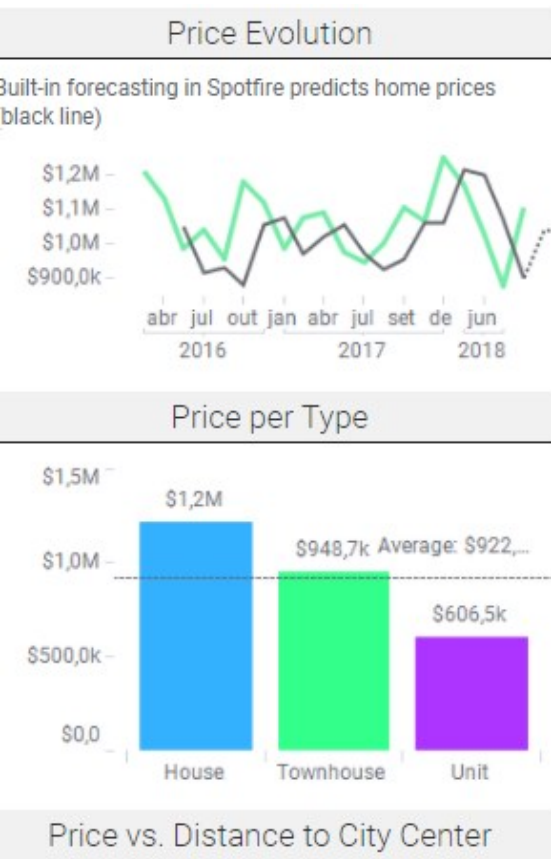 Price Evolution
Built-in forecasting in Spotfire predicts home prices
(black line)
$1,2M
$1,1M
$1,0M
$900,0k
abr jul out jan abr jul set de jun
2016 2017 2018
Price per Type
$1,5M
$1,2M
$948,7k Average: $922,...
$1,0M
$606,5k
$500,0k
$0,0
House Townhouse Unit
Price vs. Distance to City Center